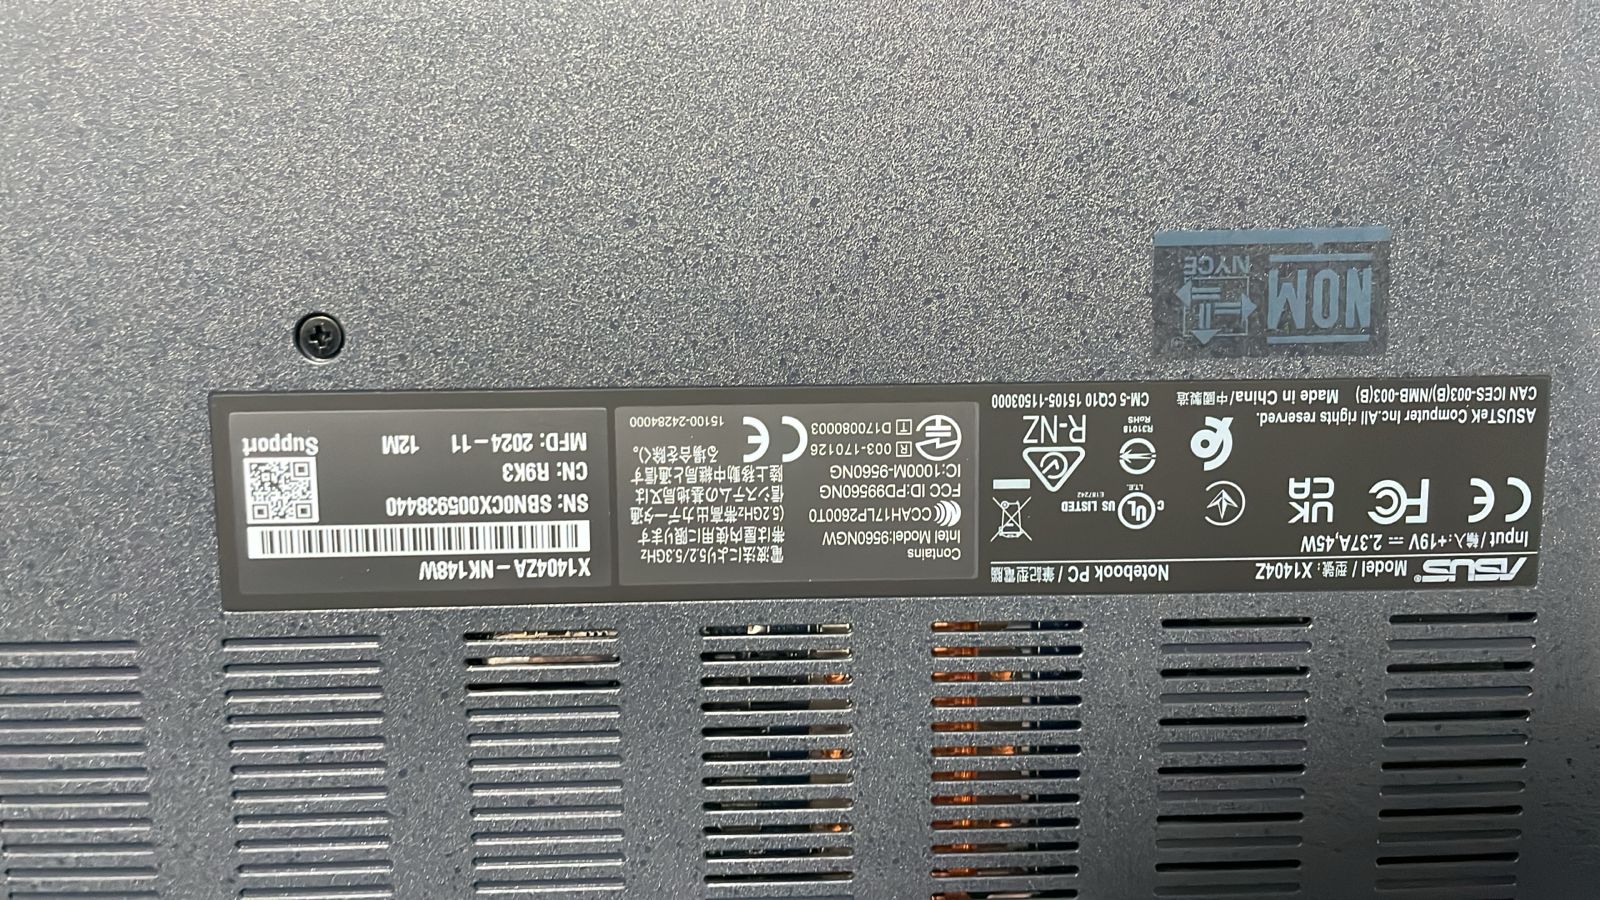 ASUS® Model / 型號: X1404Z Notebook PC / 筆記型電腦
Input / 輸入: +19V ⎓ 2.37A,45W
CE FC UK CA
c UL US LISTED
E187242
I.T.E.
R31018
RoHS
R-NZ
ASUSTeK Computer Inc.All rights reserved.
CAN ICES-003(B)/NMB-003(B) Made in China/中國製造 CM-5 CQ10 15105-11503000
Contains
Intel Model:9560NGW
CCAH17LP2600T0
FCC ID:PD99560NG
IC:1000M-9560NG
R 003-170126
T D170080003
CE
電波法により5.2/5.3GHz
帯は屋内使用に限ります
(5.2GHz帯高出力データ通
信システムの基地局又は
陸上移動中継局と通信す
る場合を除く)。
15100-24284000
X1404ZA-NK148W
SN: SBN0CX005938440
CN: R9K3
MFD: 2024-11 12M
Support
NOM
NYCE